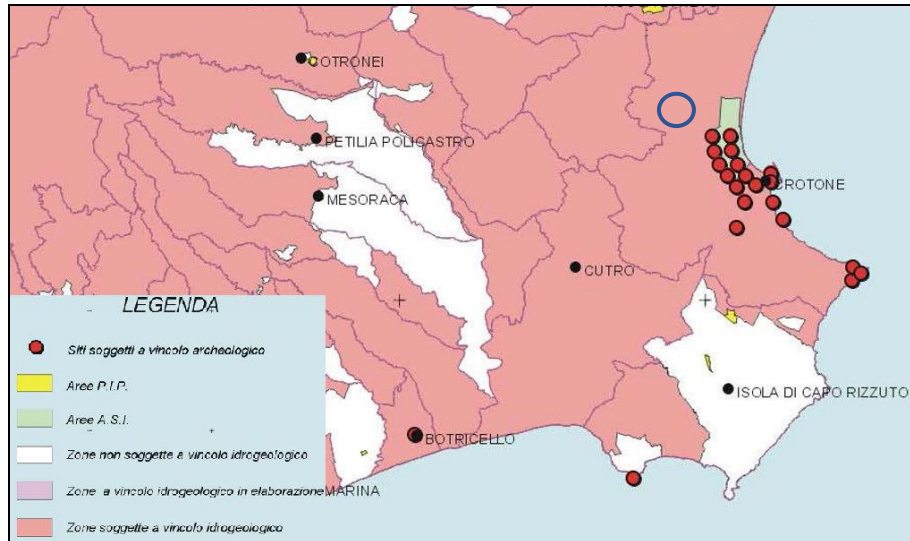 COTRONEI
PETILIA POLICASTRO
CROTONE
MESORACA
CUTRO
LEGENDA
Siti soggetti a vincolo archeologico
Aree P.I.P.
ISOLA DI CAPO RIZZUTO
Aree A.S.I.
BOTRICELLO
Zone non soggette a vincolo idrogeologico
Zone a vincolo idrogeologico in elaborazione
MARINA
Zone soggette a vincolo idrogeologico